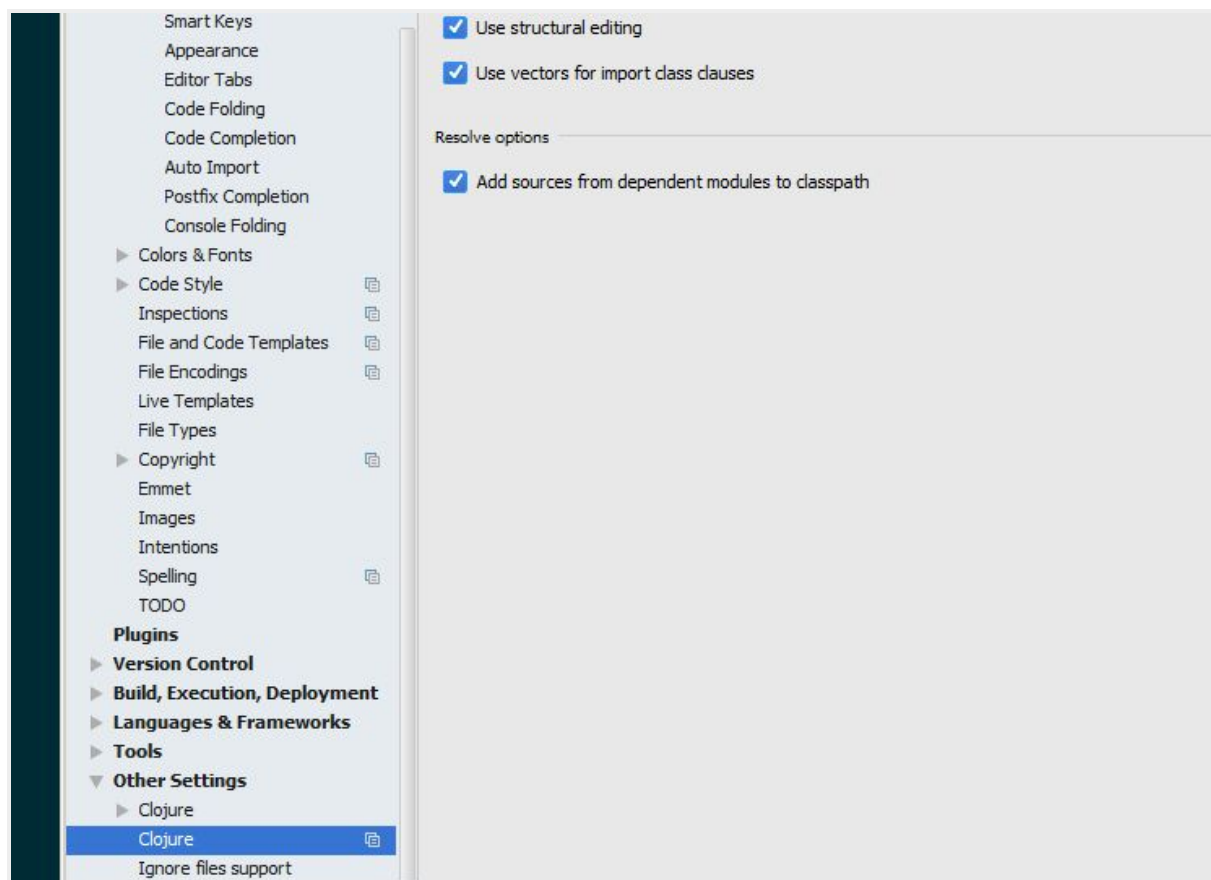 Smart Keys
Appearance
Editor Tabs
Code Folding
Code Completion
Auto Import
Postfix Completion
Console Folding
Colors & Fonts
Code Style
Inspections
File and Code Templates
File Encodings
Live Templates
File Types
Copyright
Emmet
Images
Intentions
Spelling
TODO
Plugins
Version Control
Build, Execution, Deployment
Languages & Frameworks
Tools
Other Settings
Clojure
Clojure
Ignore files support
Use structural editing
Use vectors for import class clauses
Resolve options
Add sources from dependent modules to classpath